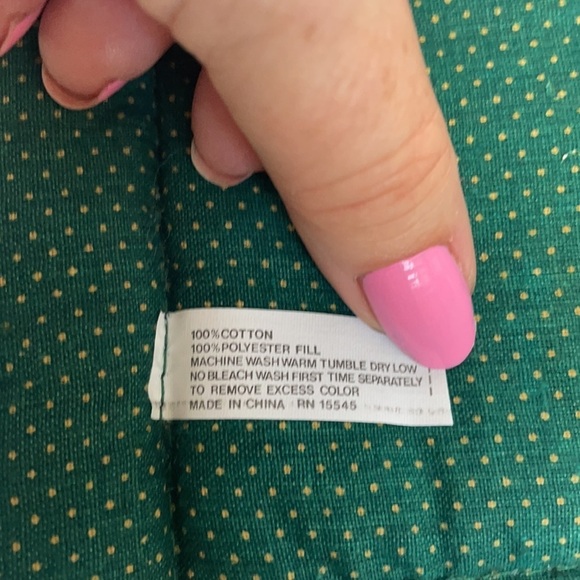 100% COTTON
100% POLYESTER FILL
MACHINE WASH WARM TUMBLE DRY LOW
NO BLEACH WASH FIRST TIME SEPARATELY
TO REMOVE EXCESS COLOR
MADE IN CHINA · RN 15545